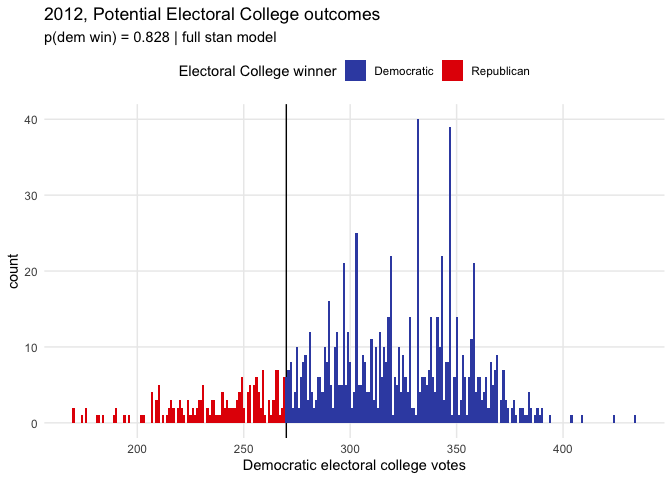 2012, Potential Electoral College outcomes
p(dem win) = 0.828 | full stan model
Electoral College winner Democratic Republican
40
30
20
10
0
count
200 250 300 350 400
Democratic electoral college votes